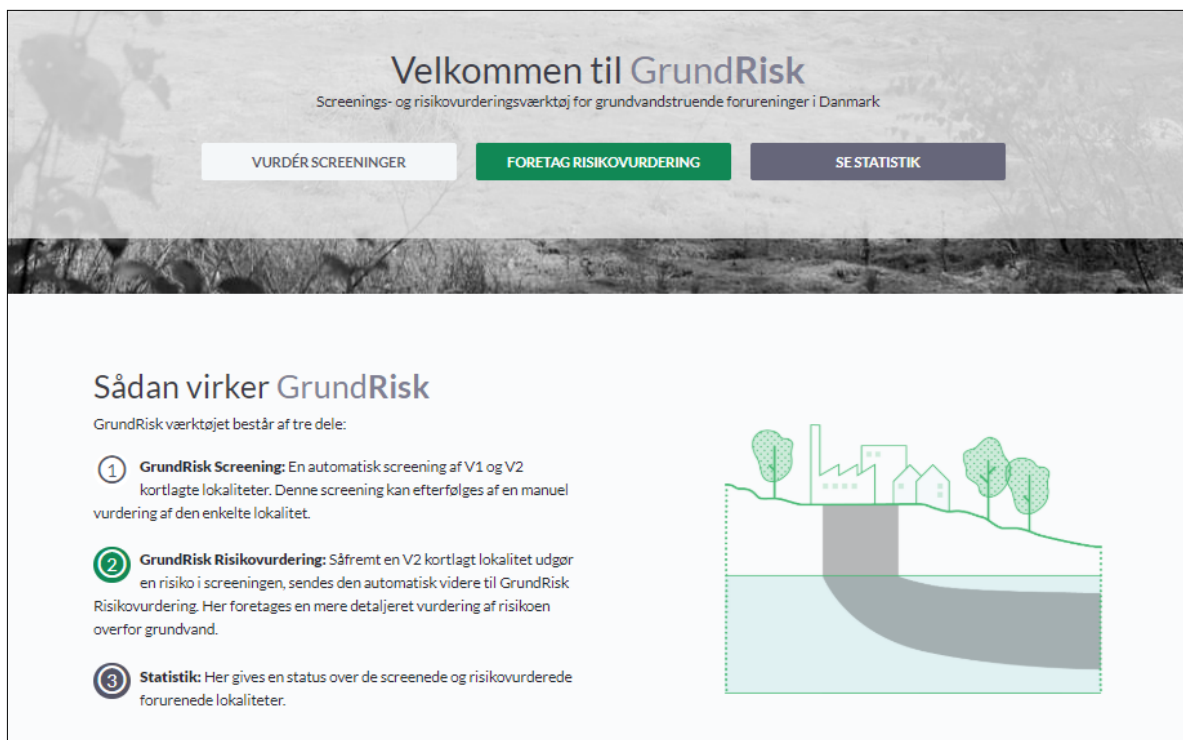 Velkommen til GrundRisk
Screenings- og risikovurderingsværktøj for grundvandstruende forureninger i Danmark
VURDÉR SCREENINGER
FORETAG RISIKOVURDERING
SE STATISTIK
Sådan virker GrundRisk
GrundRisk værktøjet består af tre dele:
1 GrundRisk Screening: En automatisk screening af V1 og V2
kortlagte lokaliteter. Denne screening kan efterfølges af en manuel
vurdering af den enkelte lokalitet.
2 GrundRisk Risikovurdering: Såfremt en V2 kortlagt lokalitet udgør
en risiko i screeningen, sendes den automatisk videre til GrundRisk
Risikovurdering. Her foretages en mere detaljeret vurdering af risikoen
overfor grundvand.
3 Statistik: Her gives en status over de screenede og risikovurderede
forurenede lokaliteter.